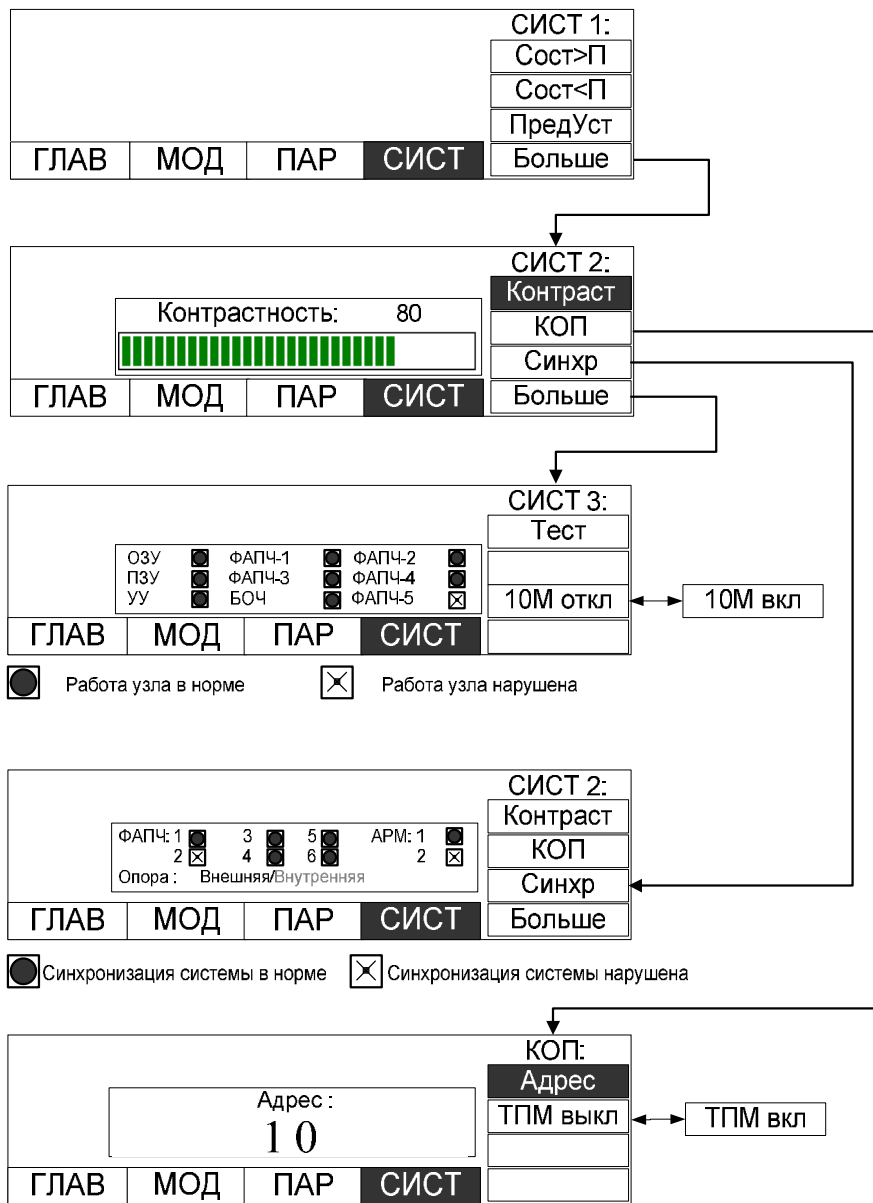 СИСТ 1:
Сост>П
Сост<П
ПредУст
ГЛАВ МОД ПАР СИСТ Больше
СИСТ 2:
Контраст
Контрастность: 80 КОП
Синхр
ГЛАВ МОД ПАР СИСТ Больше
СИСТ 3:
Тест
ОЗУ ФАПЧ-1 ФАПЧ-2
ПЗУ ФАПЧ-3 ФАПЧ-4
УУ БОЧ ФАПЧ-5 10М откл 10М вкл
ГЛАВ МОД ПАР СИСТ
Работа узла в норме Работа узла нарушена
СИСТ 2:
Контраст
ФАПЧ: 1 3 5 АРМ: 1
2 4 6 2 КОП
Опора : Внешняя/Внутренняя Синхр
ГЛАВ МОД ПАР СИСТ Больше
Синхронизация системы в норме Синхронизация системы нарушена
КОП:
Адрес
Адрес : ТПМ выкл ТПМ вкл
1 0
ГЛАВ МОД ПАР СИСТ